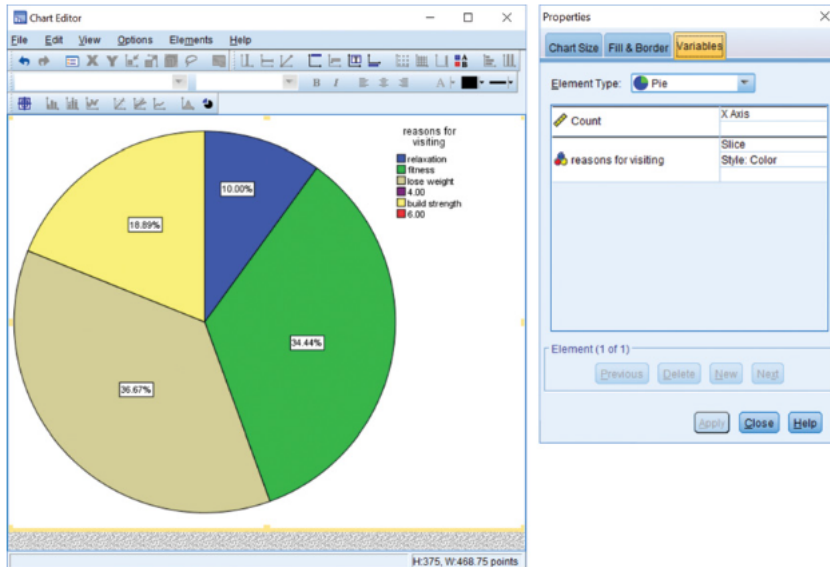 Chart Editor
File Edit View Options Elements Help
B I
A
reasons for
visiting
relaxation
fitness
lose weight
4.00
build strength
6.00
10.00%
18.89%
34.44%
36.67%
H:375, W:468.75 points
Properties
Chart Size Fill & Border Variables
Element Type: Pie
Count X Axis
reasons for visiting Slice
Style: Color
Element (1 of 1)
Previous Delete New Next
Apply Close Help